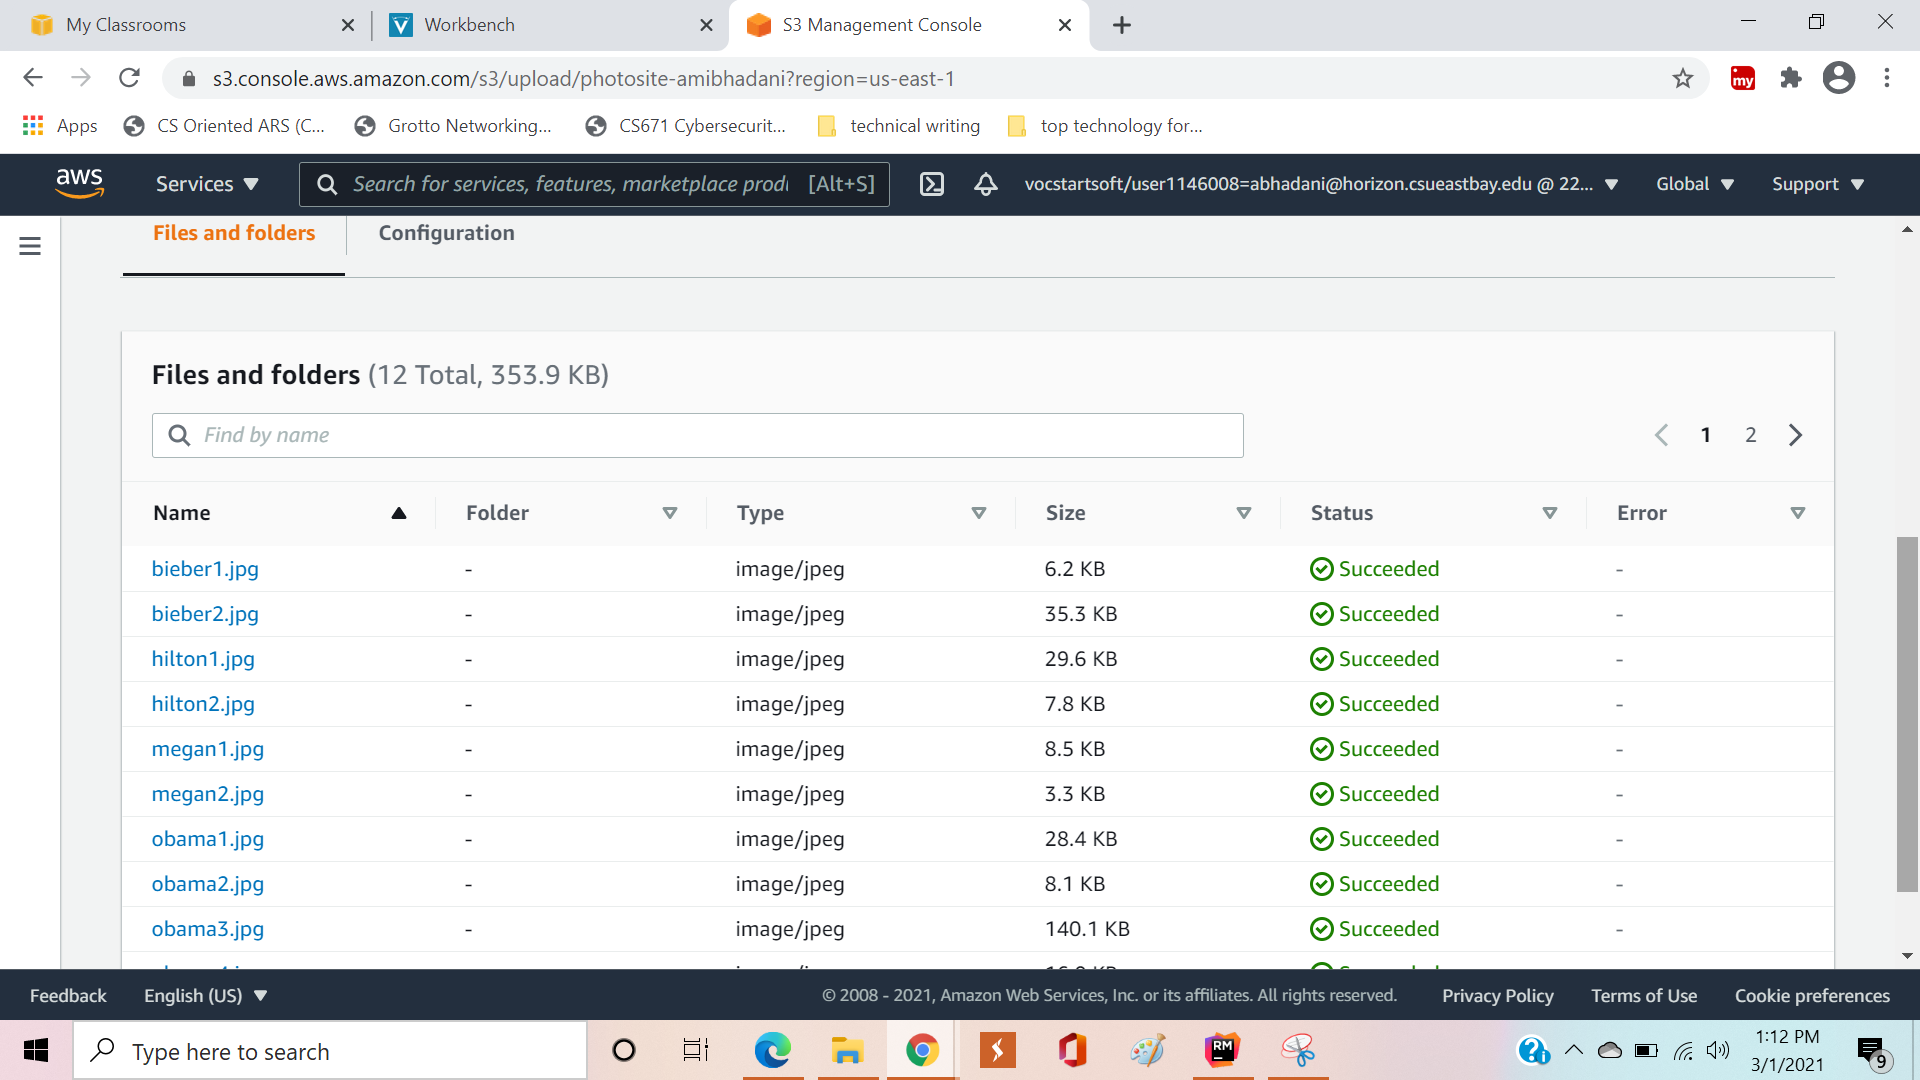 My Classrooms
Workbench
S3 Management Console
s3.console.aws.amazon.com/s3/upload/photosite-amibhadani?region=us-east-1
my
Apps
CS Oriented ARS (C...
Grotto Networking...
CS671 Cybersecurit...
technical writing
top technology for...
aws
Services
Search for services, features, marketplace prod
[Alt+S]
vocstartsoft/user1146008=abhadani@horizon.csueastbay.edu @ 22...
Global
Support
Files and folders
Configuration
Files and folders (12 Total, 353.9 KB)
Find by name
1 2
Name Folder Type Size Status Error
bieber1.jpg - image/jpeg 6.2 KB Succeeded -
bieber2.jpg - image/jpeg 35.3 KB Succeeded -
hilton1.jpg - image/jpeg 29.6 KB Succeeded -
hilton2.jpg - image/jpeg 7.8 KB Succeeded -
megan1.jpg - image/jpeg 8.5 KB Succeeded -
megan2.jpg - image/jpeg 3.3 KB Succeeded -
obama1.jpg - image/jpeg 28.4 KB Succeeded -
obama2.jpg - image/jpeg 8.1 KB Succeeded -
obama3.jpg - image/jpeg 140.1 KB Succeeded -
Feedback
English (US)
© 2008 - 2021, Amazon Web Services, Inc. or its affiliates. All rights reserved.
Privacy Policy
Terms of Use
Cookie preferences
Type here to search
RM
1:12 PM
3/1/2021
9